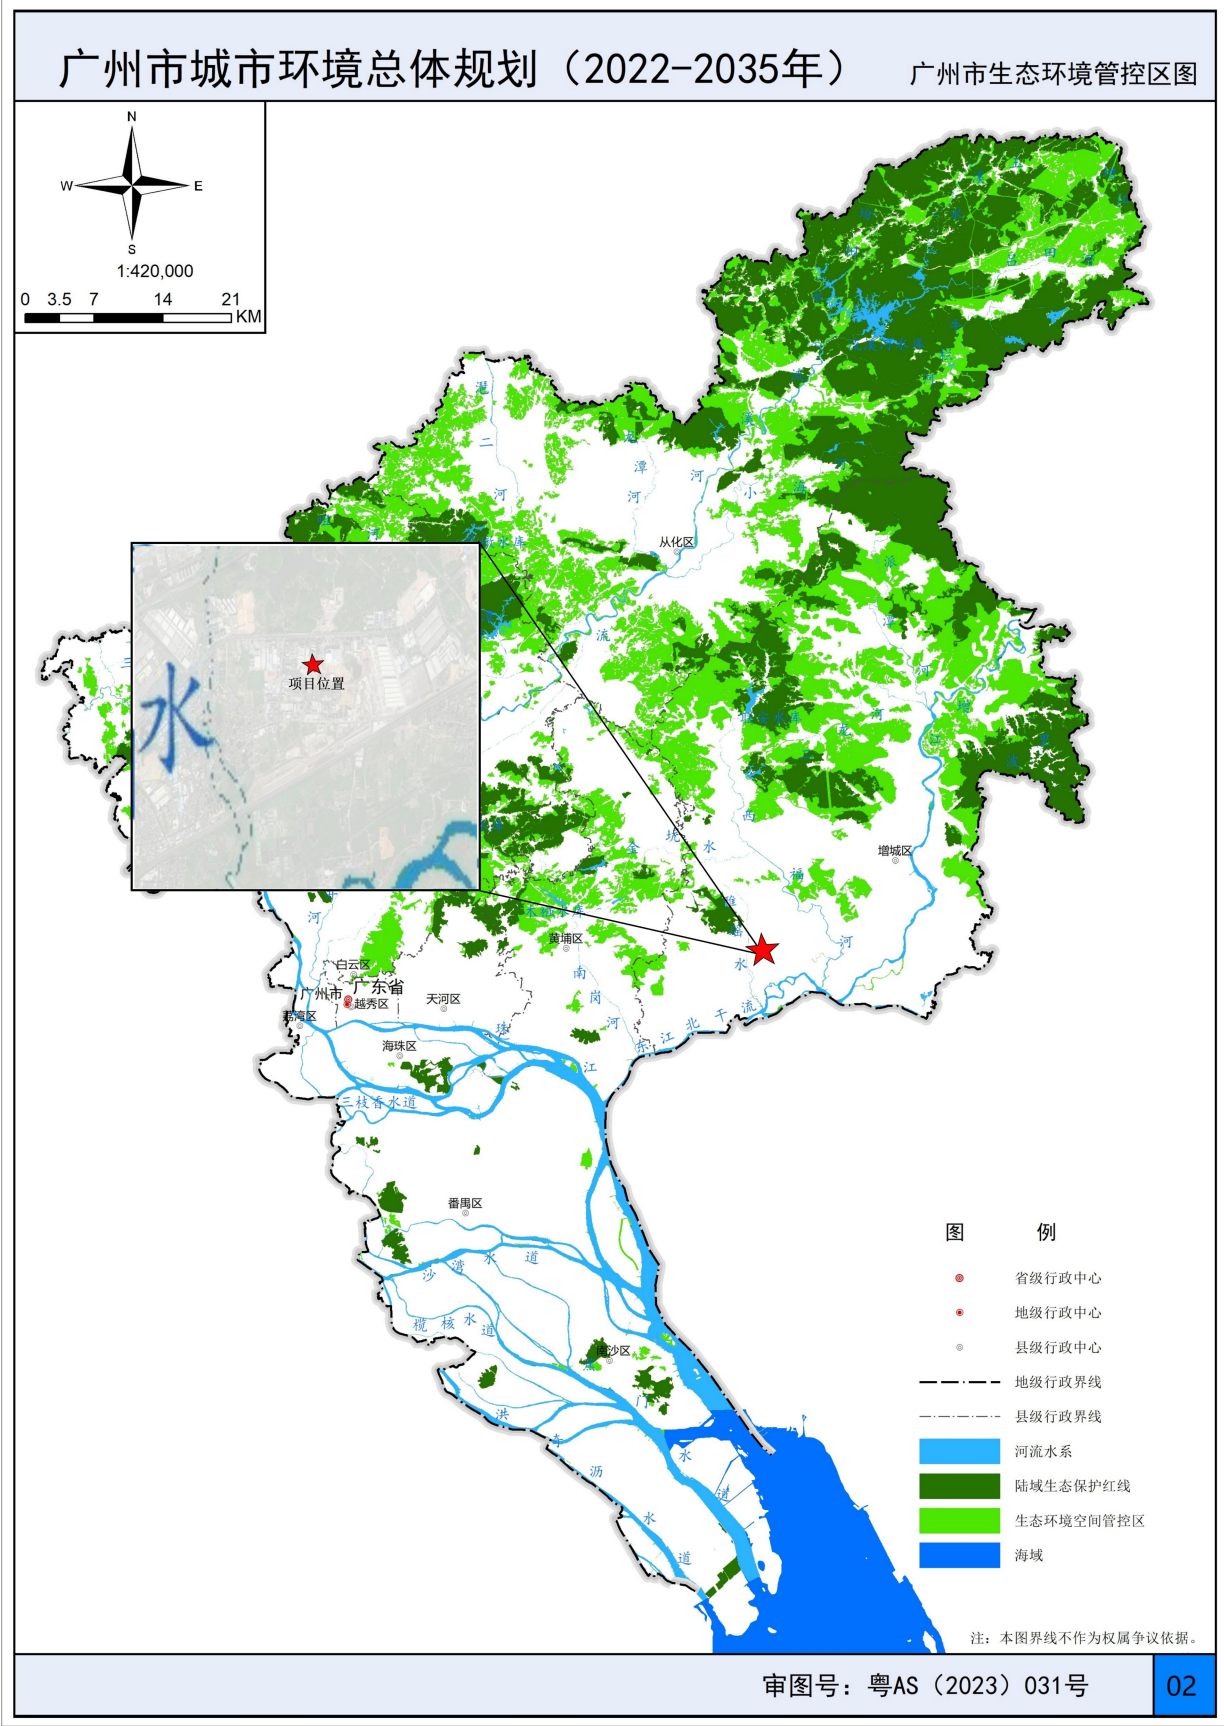 广州市城市环境总体规划（2022-2035年） 广州市生态环境管控区图
N
W E
S
1:420,000
0 3.5 7 14 21
KM
从化区
水
项目位置
增城区
黄埔区
白云区
广州市
广东省
越秀区
天河区
荔湾区
海珠区
东江北干流
珠
江
三枝香水道
番禺区
沙湾水道
榄核水道
南沙区
洪奇沥水道
图 例
省级行政中心
地级行政中心
县级行政中心
地级行政界线
县级行政界线
河流水系
陆域生态保护红线
生态环境空间管控区
海域
注：本图界线不作为权属争议依据。
审图号：粤AS（2023）031号
02